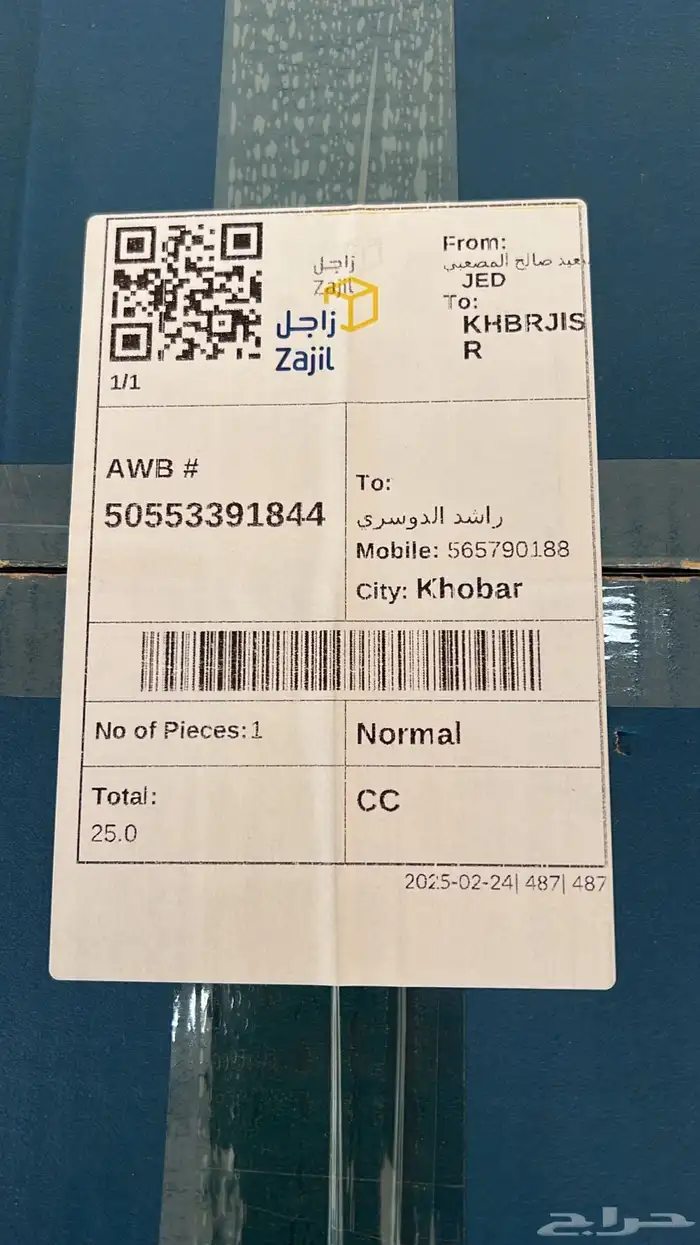 زاجل
Zajil
زاجل
Zajil
1/1
From:
صالح المصعبي
JED
To:
KHBRJIS
R
AWB #
50553391844
To:
راشد الدوسري
Mobile: 565790188
City: Khobar
No of Pieces:1
Normal
Total:
25.0
CC
2025-02-24| 487| 487
حراج